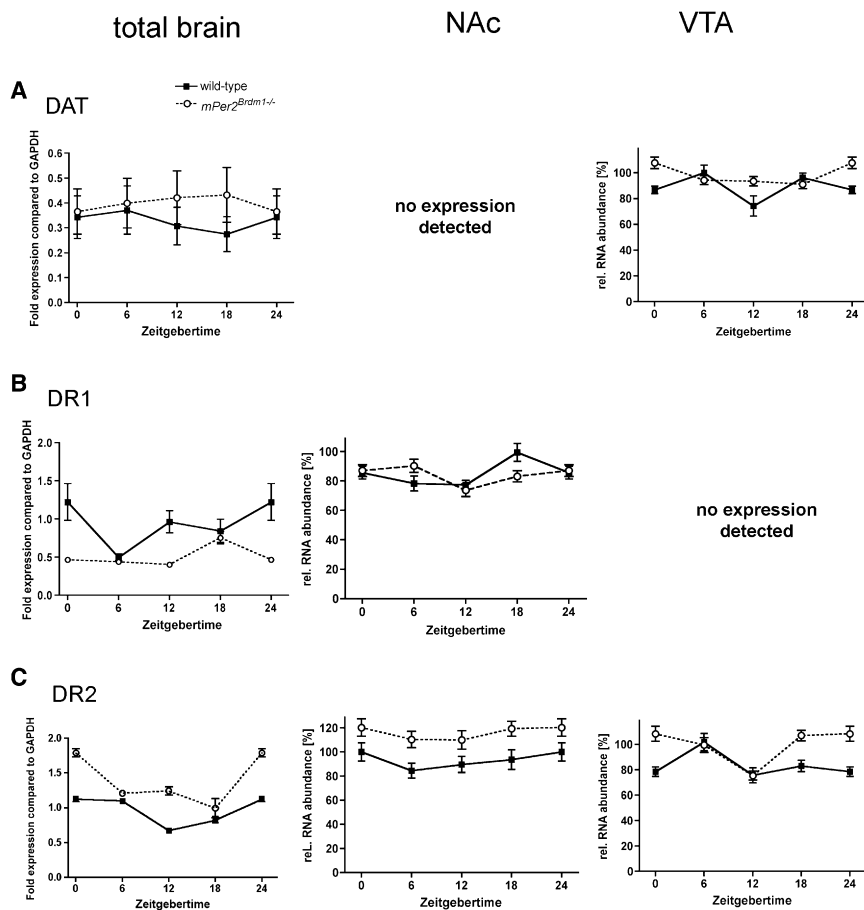 total brain
NAc
VTA
A
DAT
wild-type
mPer2Brdm1-/-
Fold expression compared to GAPDH
0.6
0.5
0.4
0.3
0.2
0.1
0.0
0 6 12 18 24
Zeitgebertime
no expression
detected
rel. RNA abundance [%]
100
80
60
40
20
0
0 6 12 18 24
Zeitgebertime
B
DR1
Fold expression compared to GAPDH
2.0
1.5
1.0
0.5
0.0
0 6 12 18 24
Zeitgebertime
rel. RNA abundance [%]
100
80
60
40
20
0
0 6 12 18 24
Zeitgebertime
no expression
detected
C
DR2
Fold expression compared to GAPDH
2.0
1.5
1.0
0.5
0.0
0 6 12 18 24
Zeitgebertime
reL. RNA abundance [%]
120
100
80
60
40
20
0
0 6 12 18 24
Zeitgebertime
rel. RNA abundance [%]
100
80
60
40
20
0
0 6 12 18 24
Zeitgebertime